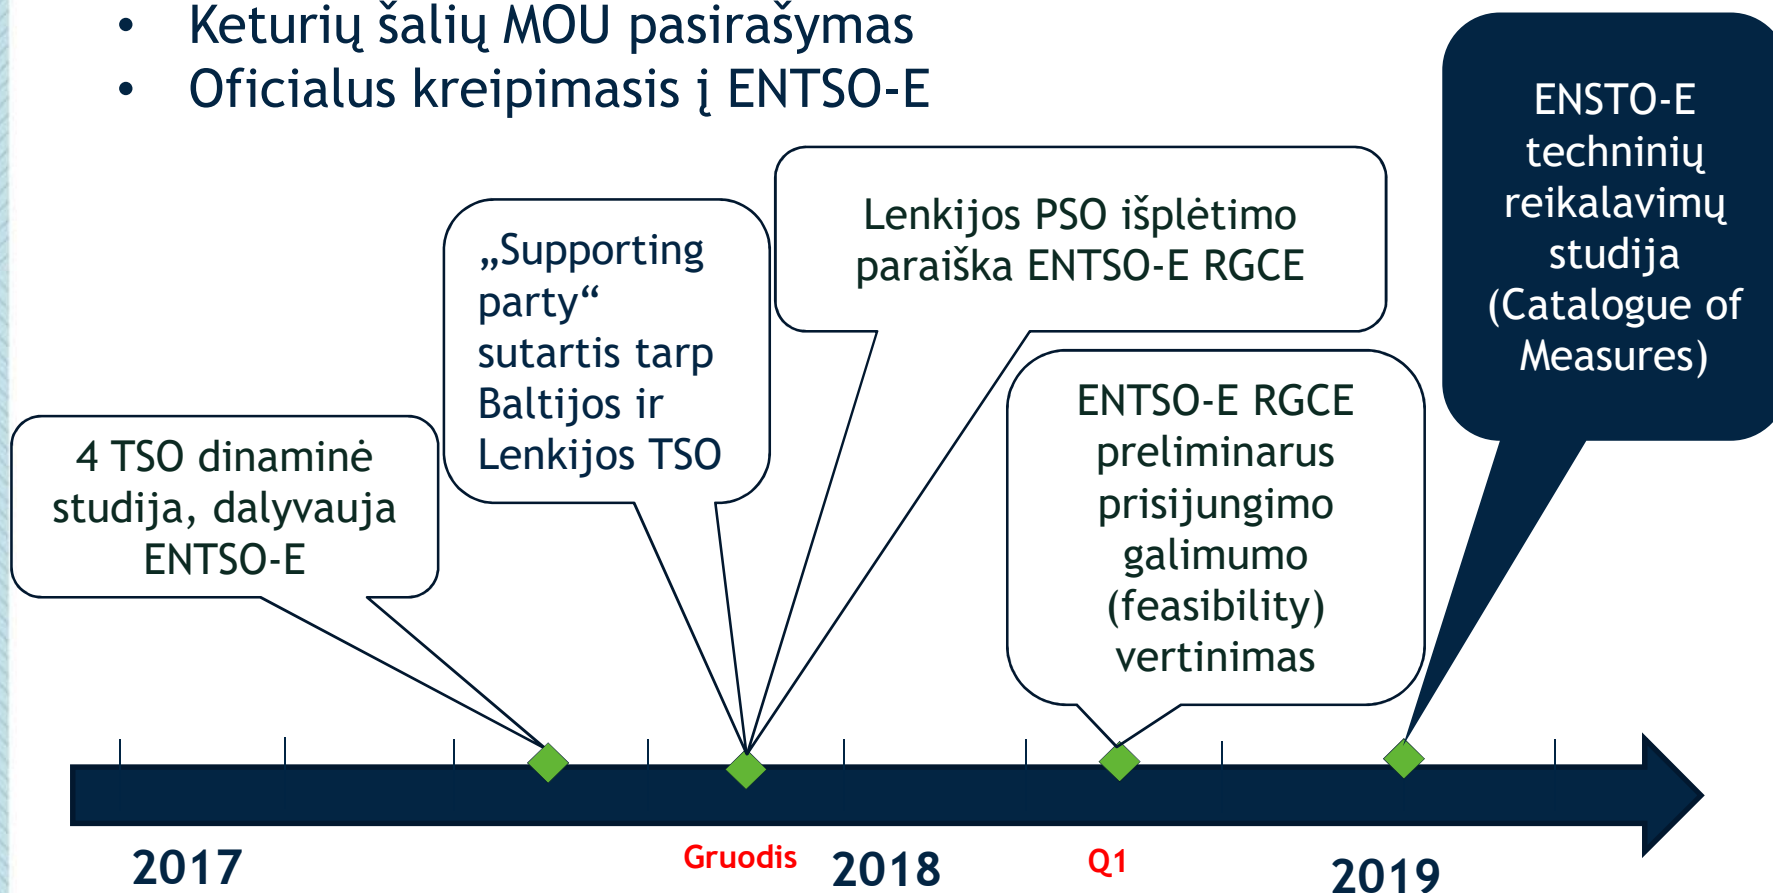 • Keturių šalių MOU pasirašymas
• Oficialus kreipimasis į ENTSO-E
4 TSO dinaminė
studija, dalyvauja
ENTSO-E
„Supporting
party“
sutartis tarp
Baltijos ir
Lenkijos TSO
Lenkijos PSO išplėtimo
paraiška ENTSO-E RGCE
ENTSO-E RGCE
preliminarus
prisijungimo
galimumo
(feasibility)
vertinimas
ENSTO-E
techninių
reikalavimų
studija
(Catalogue of
Measures)
2017
Gruodis
2018
Q1
2019